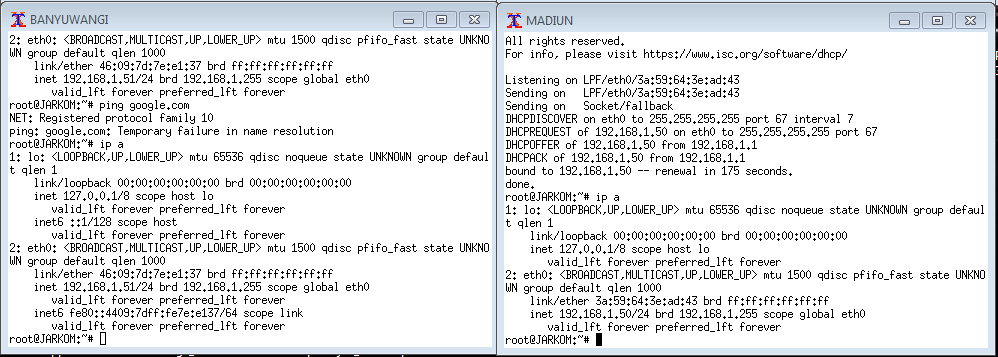 BANYUWANGI
2: eth0: <BROADCAST,MULTICAST,UP,LOWER_UP> mtu 1500 qdisc pfifo_fast state UNKNO
WN group default qlen 1000
    link/ether 46:09:7d:7e:e1:37 brd ff:ff:ff:ff:ff:ff
    inet 192.168.1.51/24 brd 192.168.1.255 scope global eth0
       valid_lft forever preferred_lft forever
root@JARKOM:~# ping google.com
NET: Registered protocol family 10
ping: google.com: Temporary failure in name resolution
root@JARKOM:~# ip a
1: lo: <LOOPBACK,UP,LOWER_UP> mtu 65536 qdisc noqueue state UNKNOWN group defaul
t qlen 1
    link/loopback 00:00:00:00:00:00 brd 00:00:00:00:00:00
    inet 127.0.0.1/8 scope host lo
       valid_lft forever preferred_lft forever
    inet6 ::1/128 scope host
       valid_lft forever preferred_lft forever
2: eth0: <BROADCAST,MULTICAST,UP,LOWER_UP> mtu 1500 qdisc pfifo_fast state UNKNO
WN group default qlen 1000
    link/ether 46:09:7d:7e:e1:37 brd ff:ff:ff:ff:ff:ff
    inet 192.168.1.51/24 brd 192.168.1.255 scope global eth0
       valid_lft forever preferred_lft forever
    inet6 fe80::4409:7dff:fe7e:e137/64 scope link
       valid_lft forever preferred_lft forever
root@JARKOM:~#
MADIUN
All rights reserved.
For info, please visit https://www.isc.org/software/dhcp/

Listening on LPF/eth0/3a:59:64:3e:ad:43
Sending on   LPF/eth0/3a:59:64:3e:ad:43
Sending on   Socket/fallback
DHCPDISCOVER on eth0 to 255.255.255.255 port 67 interval 7
DHCPREQUEST of 192.168.1.50 on eth0 to 255.255.255.255 port 67
DHCPOFFER of 192.168.1.50 from 192.168.1.1
DHCPACK of 192.168.1.50 from 192.168.1.1
bound to 192.168.1.50 -- renewal in 175 seconds.
done.
root@JARKOM:~# ip a
1: lo: <LOOPBACK,UP,LOWER_UP> mtu 65536 qdisc noqueue state UNKNOWN group defaul
t qlen 1
    link/loopback 00:00:00:00:00:00 brd 00:00:00:00:00:00
    inet 127.0.0.1/8 scope host lo
       valid_lft forever preferred_lft forever
2: eth0: <BROADCAST,MULTICAST,UP,LOWER_UP> mtu 1500 qdisc pfifo_fast state UNKNO
WN group default qlen 1000
    link/ether 3a:59:64:3e:ad:43 brd ff:ff:ff:ff:ff:ff
    inet 192.168.1.50/24 brd 192.168.1.255 scope global eth0
       valid_lft forever preferred_lft forever
root@JARKOM:~#